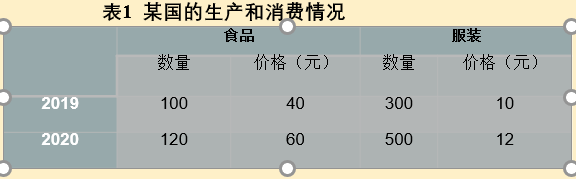 表1 某国的生产和消费情况
食品 服装
数量 价格（元） 数量 价格（元）
2019 100 40 300 10
2020 120 60 500 12